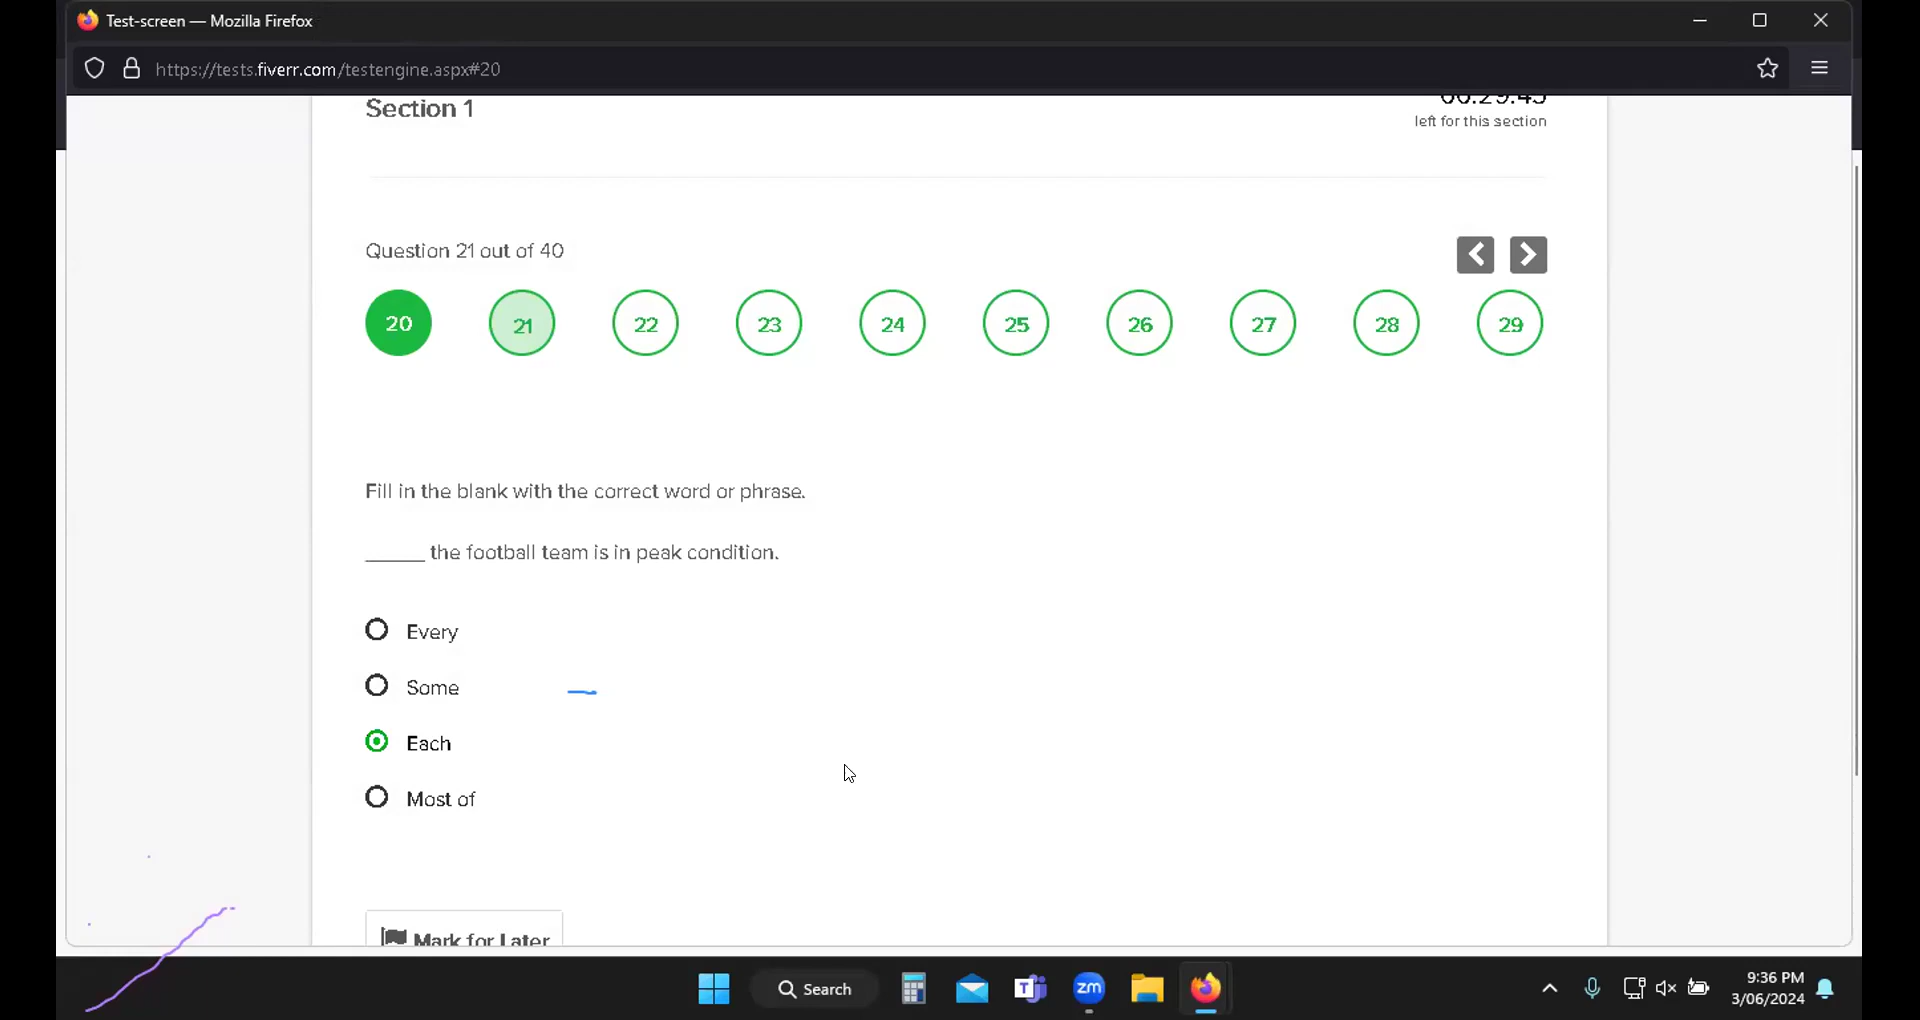 Test-screen — Mozilla Firefox
https://tests.fiverr.com/testengine.aspx#20
Section 1
left for this section
Question 21 out of 40
20 21 22 23 24 25 26 27 28 29
Fill in the blank with the correct word or phrase.
______ the football team is in peak condition.
Every
Some
Each
Most of
Mark for Later
Search
T
zm
9:36 PM
3/06/2024